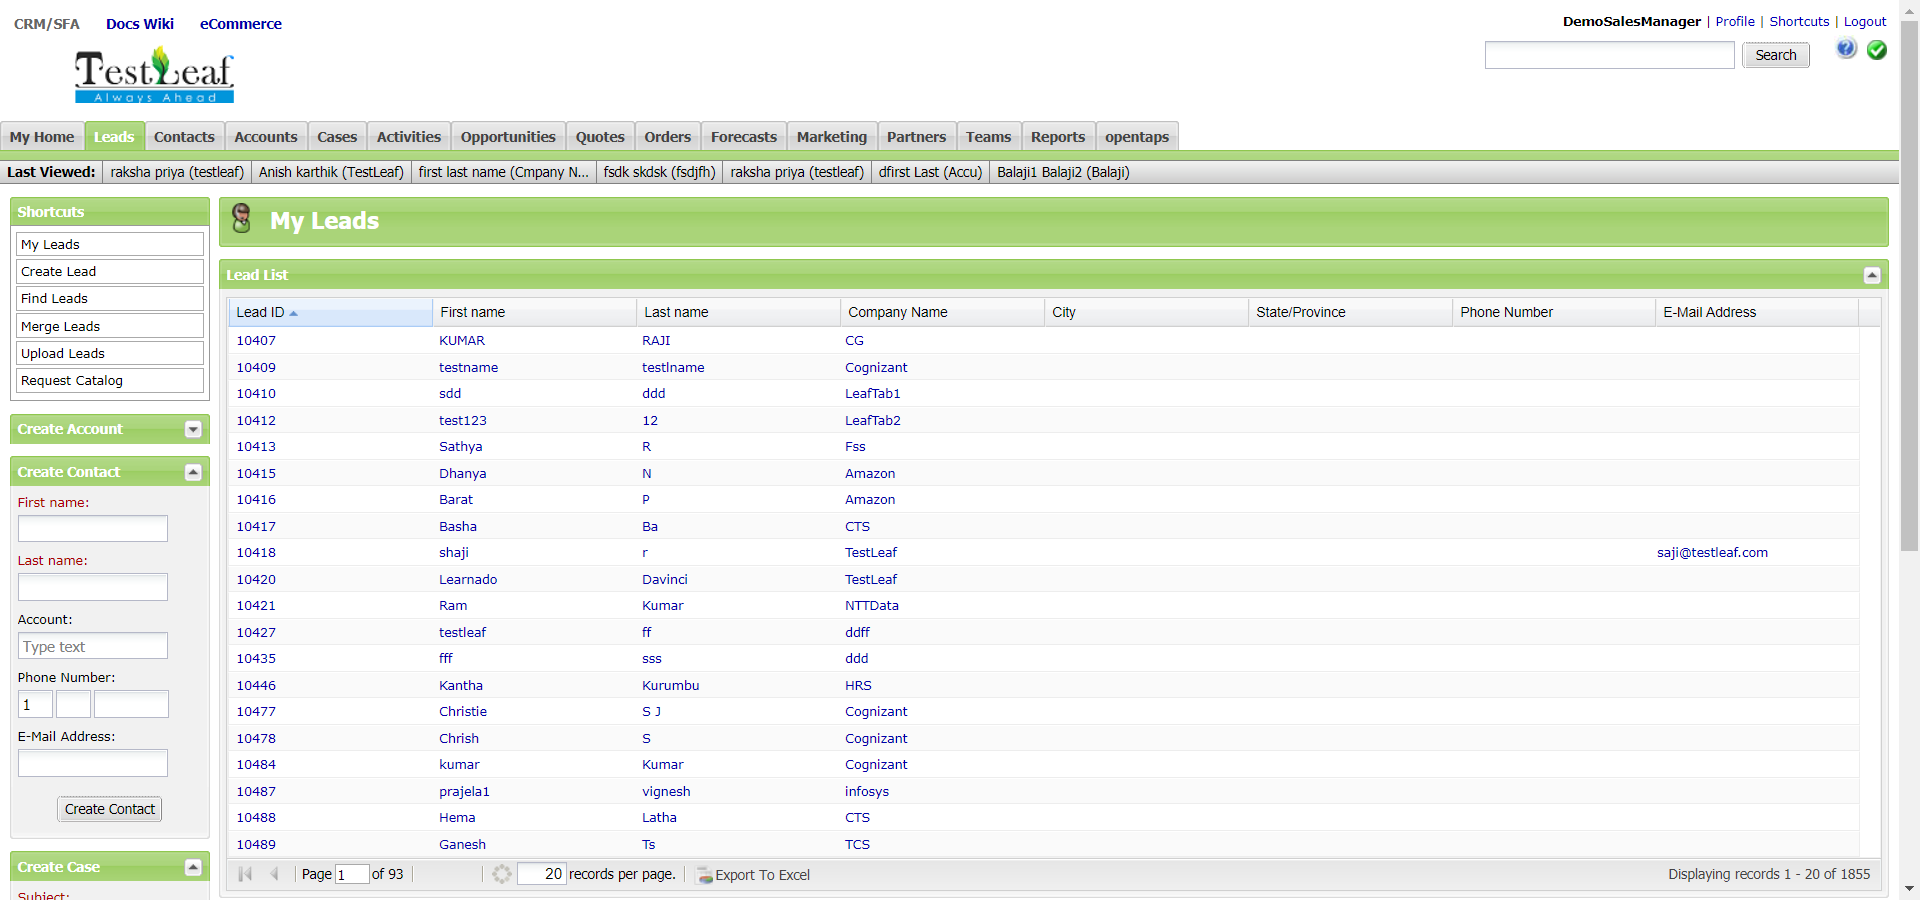 CRM/SFA Docs Wiki eCommerce
DemoSalesManager | Profile | Shortcuts | Logout
Search
TestLeaf
Always Ahead
My Home Leads Contacts Accounts Cases Activities Opportunities Quotes Orders Forecasts Marketing Partners Teams Reports opentaps
Last Viewed: raksha priya (testleaf) Anish karthik (TestLeaf) first last name (Cmpany N... fsdk skdsk (fsdjfh) raksha priya (testleaf) dfirst Last (Accu) Balaji1 Balaji2 (Balaji)
Shortcuts
My Leads
Create Lead
Find Leads
Merge Leads
Upload Leads
Request Catalog
Create Account
Create Contact
First name:
Last name:
Account:
Type text
Phone Number:
1
E-Mail Address:
Create Contact
Create Case
Subject:
My Leads
Lead List
Lead ID First name Last name Company Name City State/Province Phone Number E-Mail Address
10407 KUMAR RAJI CG
10409 testname testlname Cognizant
10410 sdd ddd LeafTab1
10412 test123 12 LeafTab2
10413 Sathya R Fss
10415 Dhanya N Amazon
10416 Barat P Amazon
10417 Basha Ba CTS
10418 shaji r TestLeaf saji@testleaf.com
10420 Learnado Davinci TestLeaf
10421 Ram Kumar NTTData
10427 testleaf ff ddff
10435 fff sss ddd
10446 Kantha Kurumbu HRS
10477 Christie S J Cognizant
10478 Chrish S Cognizant
10484 kumar Kumar Cognizant
10487 prajela1 vignesh infosys
10488 Hema Latha CTS
10489 Ganesh Ts TCS
Page 1 of 93 20 records per page. Export To Excel Displaying records 1 - 20 of 1855